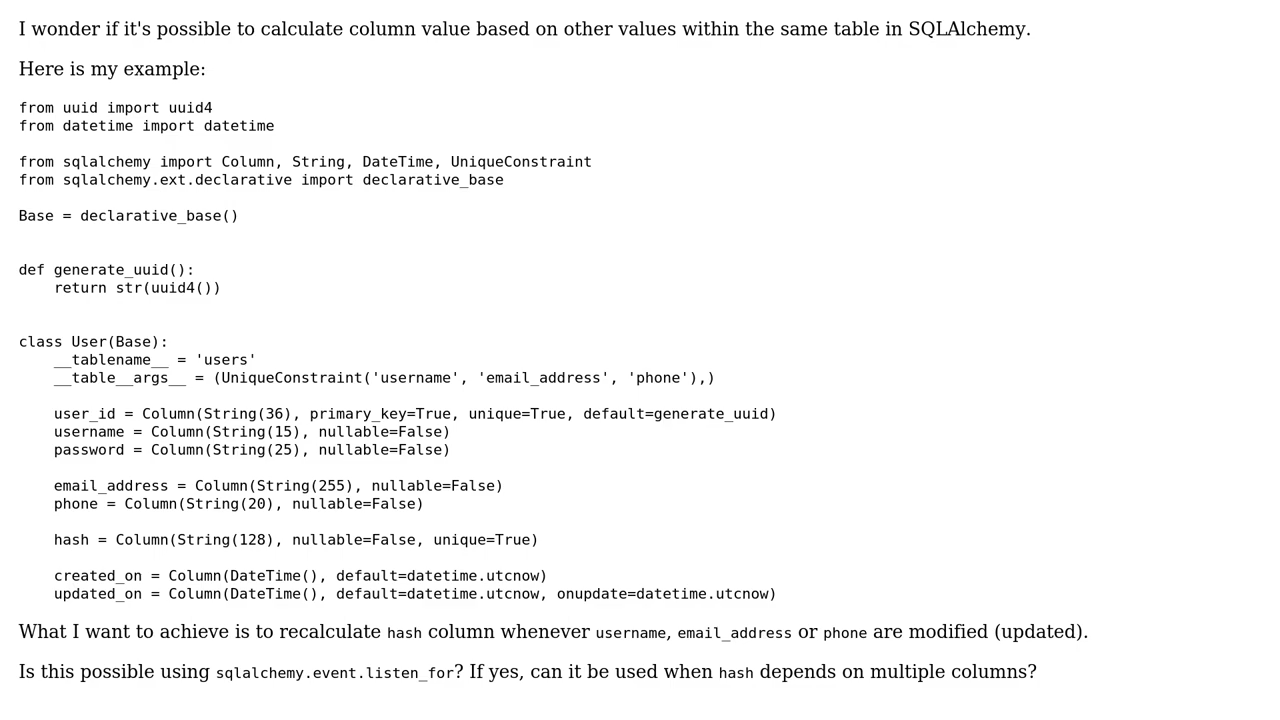 I wonder if it's possible to calculate column value based on other values within the same table in SQLAlchemy.
Here is my example:
from uuid import uuid4
from datetime import datetime
from sqlalchemy import Column, String, DateTime, UniqueConstraint
from sqlalchemy.ext.declarative import declarative_base
Base = declarative_base()
def generate_uuid():
    return str(uuid4())
class User(Base):
    __tablename__ = 'users'
    __table__args__ = (UniqueConstraint('username', 'email_address', 'phone'),)
    user_id = Column(String(36), primary_key=True, unique=True, default=generate_uuid)
    username = Column(String(15), nullable=False)
    password = Column(String(25), nullable=False)
    email_address = Column(String(255), nullable=False)
    phone = Column(String(20), nullable=False)
    hash = Column(String(128), nullable=False, unique=True)
    created_on = Column(DateTime(), default=datetime.utcnow)
    updated_on = Column(DateTime(), default=datetime.utcnow, onupdate=datetime.utcnow)
What I want to achieve is to recalculate hash column whenever username, email_address or phone are modified (updated).
Is this possible using sqlalchemy.event.listen_for? If yes, can it be used when hash depends on multiple columns?